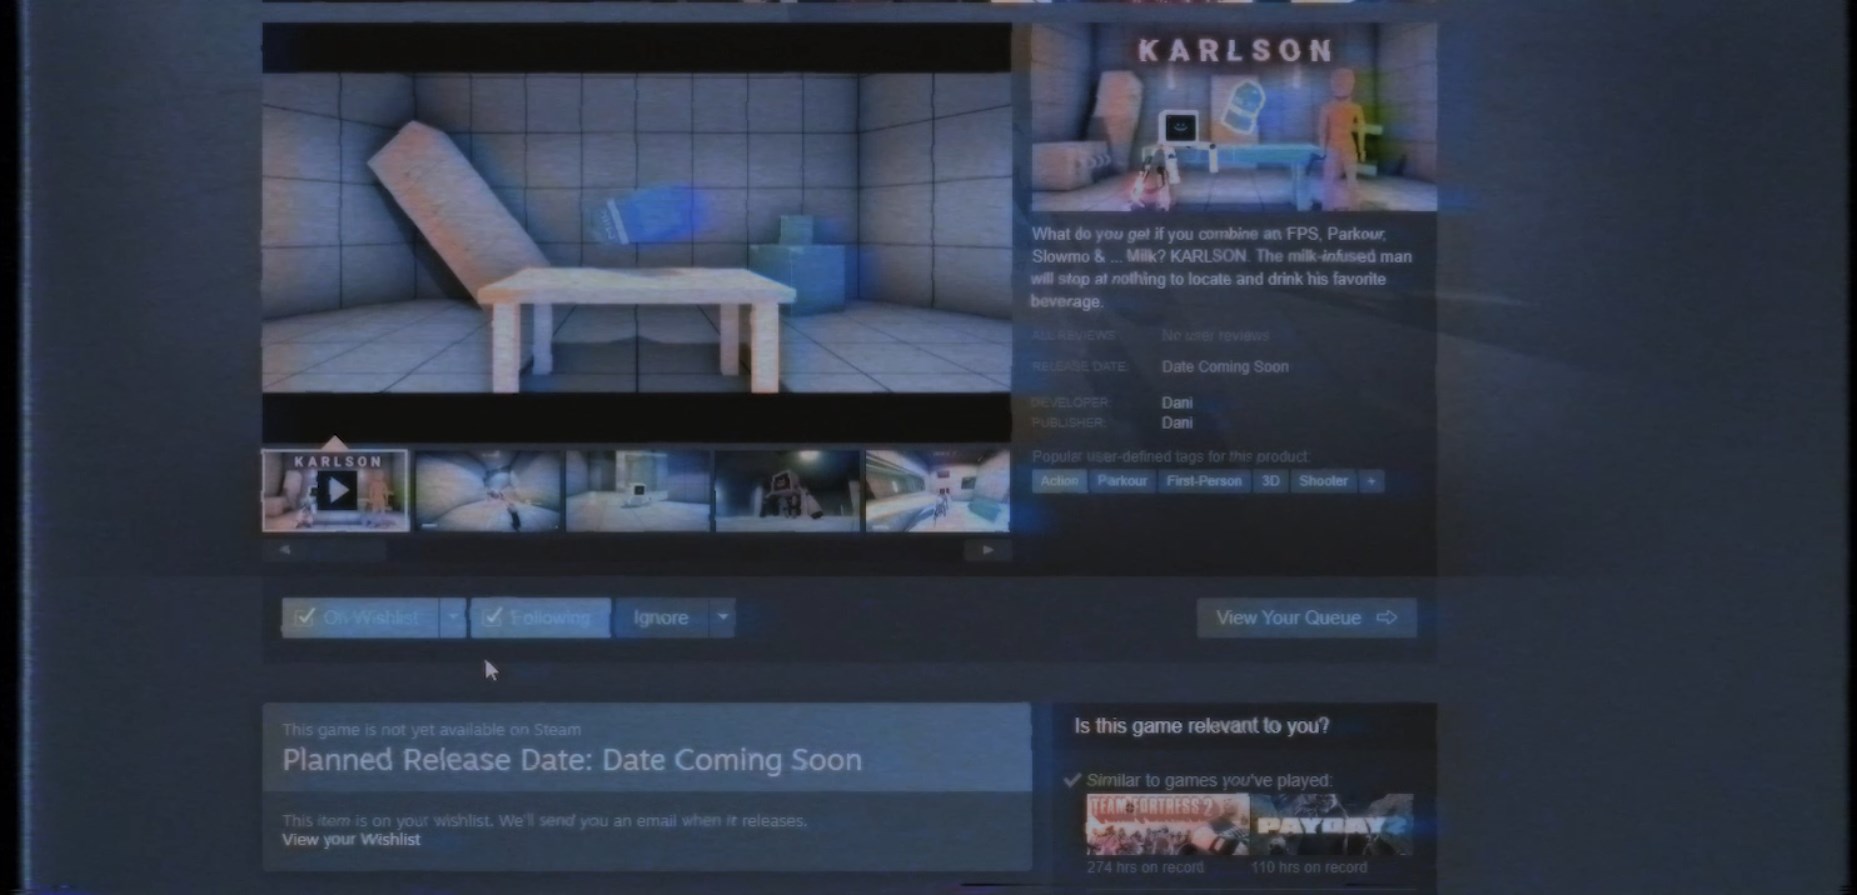 KARLSON
What do you get if you combine an FPS, Parkour,
Slowmo & ... Milk? KARLSON. The milk-infused man
will stop at nothing to locate and drink his favorite
beverage.
ALL REVIEWS: No user reviews
RELEASE DATE: Date Coming Soon
DEVELOPER: Dani
PUBLISHER: Dani
Popular user-defined tags for this product:
Action Parkour First-Person 3D Shooter +
KARLSON
On Wishlist Following Ignore View Your Queue
This game is not yet available on Steam
Planned Release Date: Date Coming Soon
This item is on your wishlist. We'll send you an email when it releases.
View your Wishlist
Is this game relevant to you?
Similar to games you've played:
TEAM FORTRESS 2 PAYDAY 2
274 hrs on record 110 hrs on record